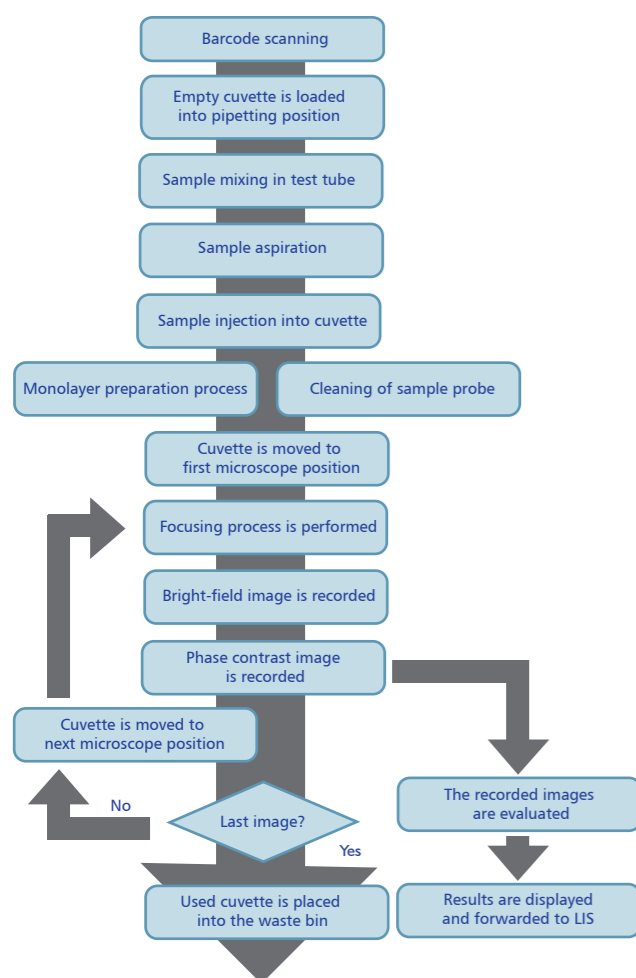 Barcode scanning
Empty cuvette is loaded
into pipetting position
Sample mixing in test tube
Sample aspiration
Sample injection into cuvette
Monolayer preparation process
Cleaning of sample probe
Cuvette is moved to
first microscope position
Focusing process is performed
Bright-field image is recorded
Phase contrast image
is recorded
Cuvette is moved to
next microscope position
The recorded images
are evaluated
No
Last image?
Yes
Used cuvette is placed
into the waste bin
Results are displayed
and forwarded to LIS